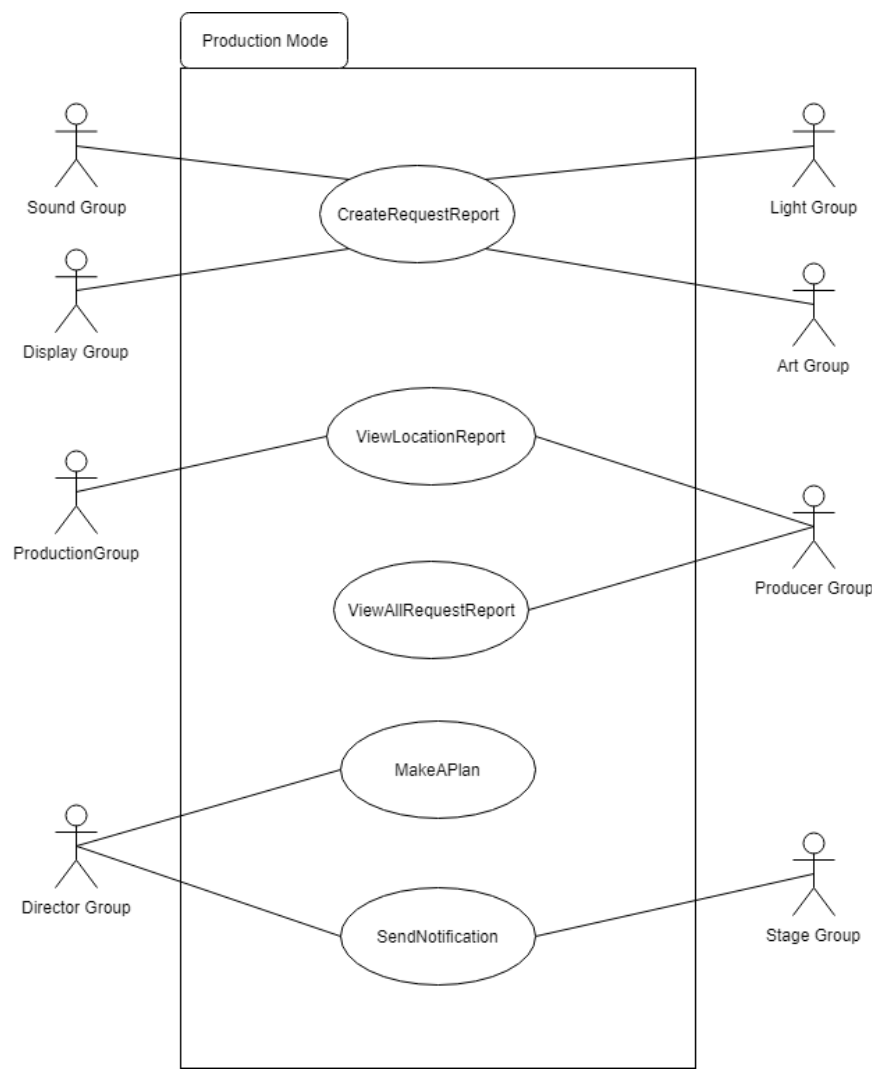 Production Mode
Sound Group
CreateRequestReport
Light Group
Display Group
Art Group
ViewLocationReport
ProductionGroup
Producer Group
ViewAllRequestReport
MakeAPlan
Director Group
SendNotification
Stage Group